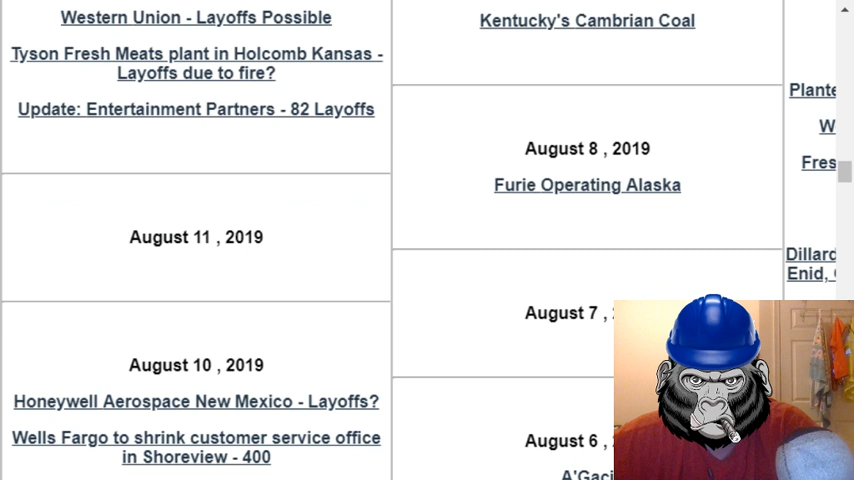 Western Union - Layoffs Possible
Tyson Fresh Meats plant in Holcomb Kansas -
Layoffs due to fire?
Update: Entertainment Partners - 82 Layoffs
August 11 , 2019
August 10 , 2019
Honeywell Aerospace New Mexico - Layoffs?
Wells Fargo to shrink customer service office
in Shoreview - 400
Kentucky's Cambrian Coal
August 8 , 2019
Furie Operating Alaska
August 7 ,
August 6 ,
Dillard
Enid,